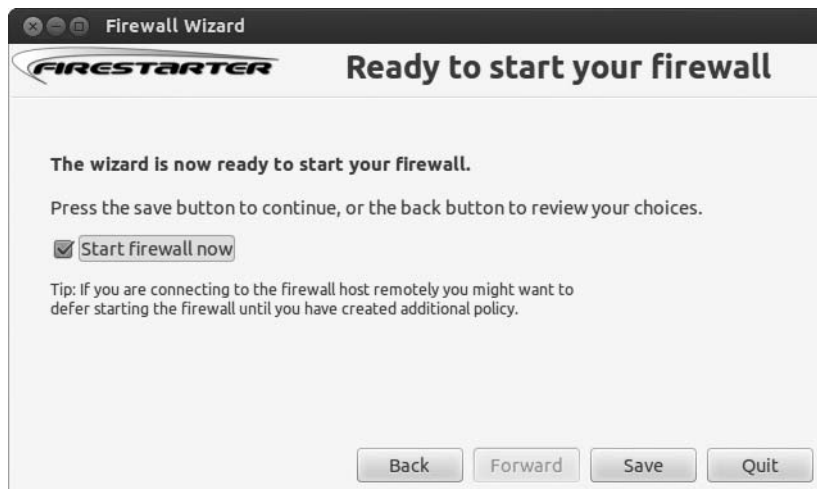 Firewall Wizard
FIRESTARTER
Ready to start your firewall
The wizard is now ready to start your firewall.
Press the save button to continue, or the back button to review your choices.
Start firewall now
Tip: If you are connecting to the firewall host remotely you might want to
defer starting the firewall until you have created additional policy.
Back
Forward
Save
Quit